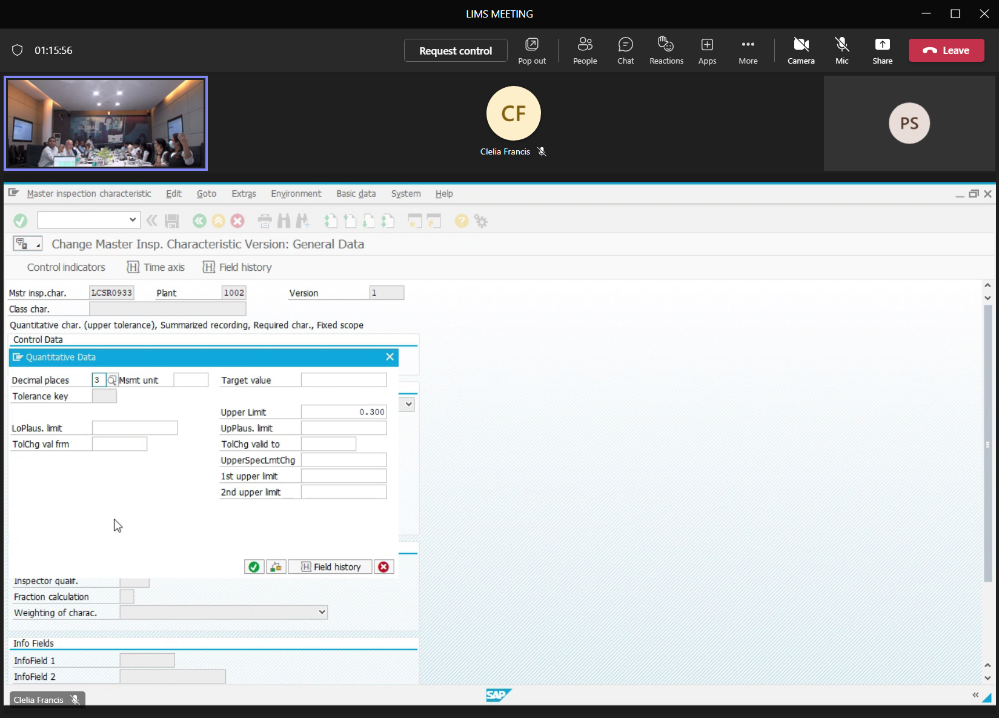 LIMS MEETING
01:15:56
Request control
Pop out
People
Chat
Reactions
Apps
More
Camera
Mic
Share
Leave
GLOBAL
CF
Clelia Francis
PS
Master inspection characteristic Edit Goto Extras Environment Basic data System Help
Change Master Insp. Characteristic Version: General Data
Control indicators Time axis Field history
Mstr insp.char. LCSR0933 Plant 1002 Version 1
Class char.
Quantitative char. (upper tolerance), Summarized recording, Required char., Fixed scope
Control Data
Quantitative Data
Decimal places 3 Msmt unit Target value
Tolerance key
Upper Limit 0.300
LoPlaus. limit UpPlaus. limit
TolChg val frm TolChg valid to
UpperSpecLmtChg
1st upper limit
2nd upper limit
Field history
Inspector qualif.
Fraction calculation
Weighting of charac.
Info Fields
InfoField 1
InfoField 2
Clelia Francis
SAP